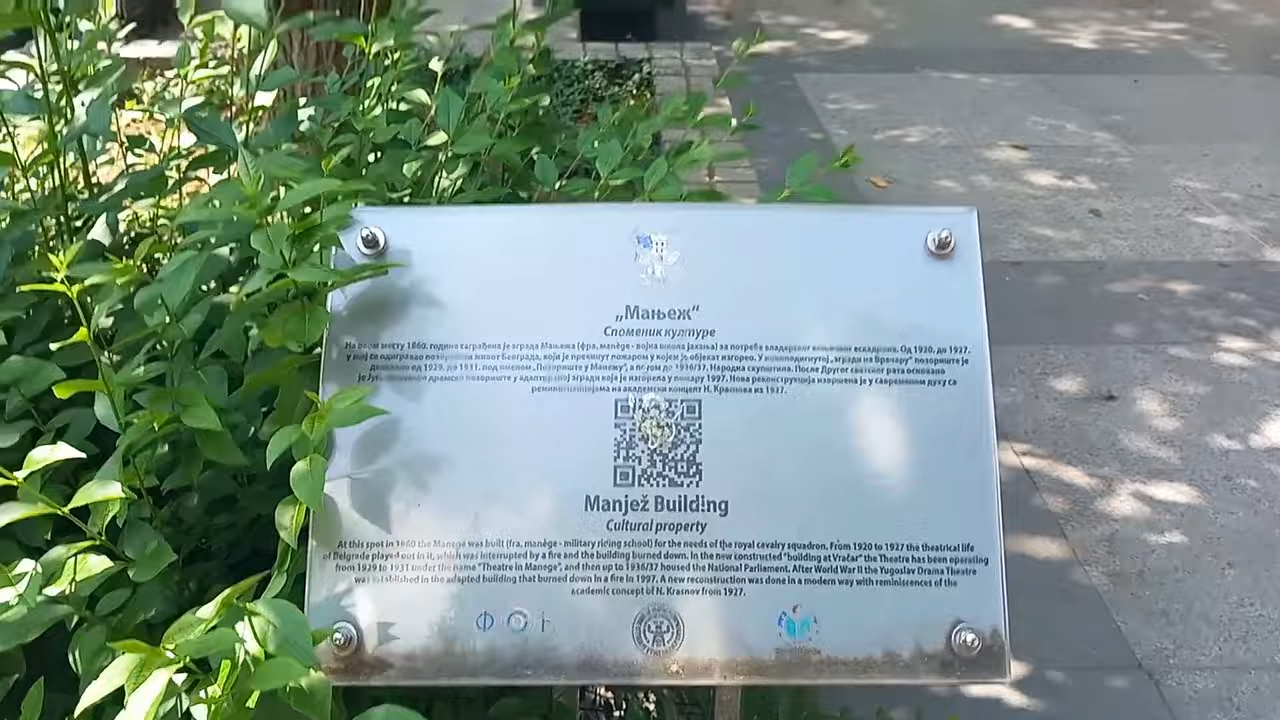 „Мањеж“
Споменик културе
На овом месту 1860. године саграђена је зграда Мањежа (фра, manège - војна школа јахања) за потребе владарског коњичког ескадрона. Од 1920. до 1927.
у њој се одигравао позоришни живот Београда, који је прекинут пожаром у којем је објекат изгорео. У новоподигнутој „згради на Врачару“ позориште је
деловало од 1929. до 1931. под именом „Позориште у Мањежу“, а потом до 1936/37. Народна скупштина. После Другог светског рата основано
је Југословенско драмско позориште у адаптираној згради која је изгорела у пожару 1997. Нова реконструкција извршена је у савременом духу са
реминисценцијама на академски концепт Н. Краснова из 1927.
Manjež Building
Cultural property
At this spot in 1860 the Manege was built (fra, manège - military riding school) for the needs of the royal cavalry squadron. From 1920 to 1927 the theatrical life
of Belgrade played out in it, which was interrupted by a fire and the building burned down. In the new constructed "building at Vračar" the Theatre has been operating
from 1929 to 1931 under the name "Theatre in Manege", and then up to 1936/37 housed the National Parliament. After World War II the Yugoslav Drama Theatre
was established in the adapted building that burned down in a fire in 1997. A new reconstruction was done in a modern way with reminiscences of the
academic concept of N. Krasnov from 1927.